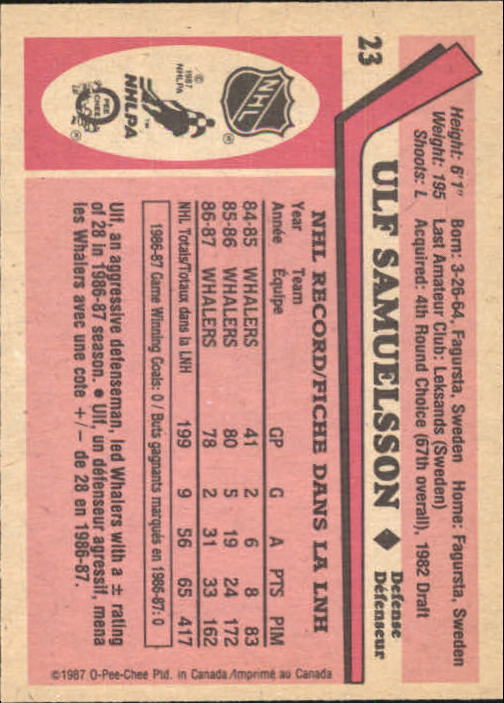 23
Height: 6'1"   Born: 3-26-64, Fagursta, Sweden   Home: Fagursta, Sweden
Weight: 195   Last Amateur Club: Leksands (Sweden)
Shoots: L   Acquired: 4th Round Choice (67th overall), 1982 Draft
ULF SAMUELSSON ◆ Defense
Défenseur
NHL RECORD/FICHE DANS LA LNH
Year   Team
Année   Équipe   GP   G   A   PTS   PIM
84-85   WHALERS   41   2   6   8   83
85-86   WHALERS   80   5   19   24   172
86-87   WHALERS   78   2   31   33   162
NHL Totals/Totaux dans la LNH   199   9   56   65   417
1986-87 Game Winning Goals: 0 / Buts gagnants marqués en 1986-87: 0
Ulf, an aggressive defenseman, led Whalers with a ± rating
of 28 in 1986-87 season. ● Ulf, un défenseur agressif, mena
les Whalers avec une cote +/− de 28 en 1986-87.
NHL
®
© 1987
NHLPA
NHLPA
™
O PEE CHEE
®
©1987 O-Pee-Chee Ptd. in Canada/Imprimé au Canada